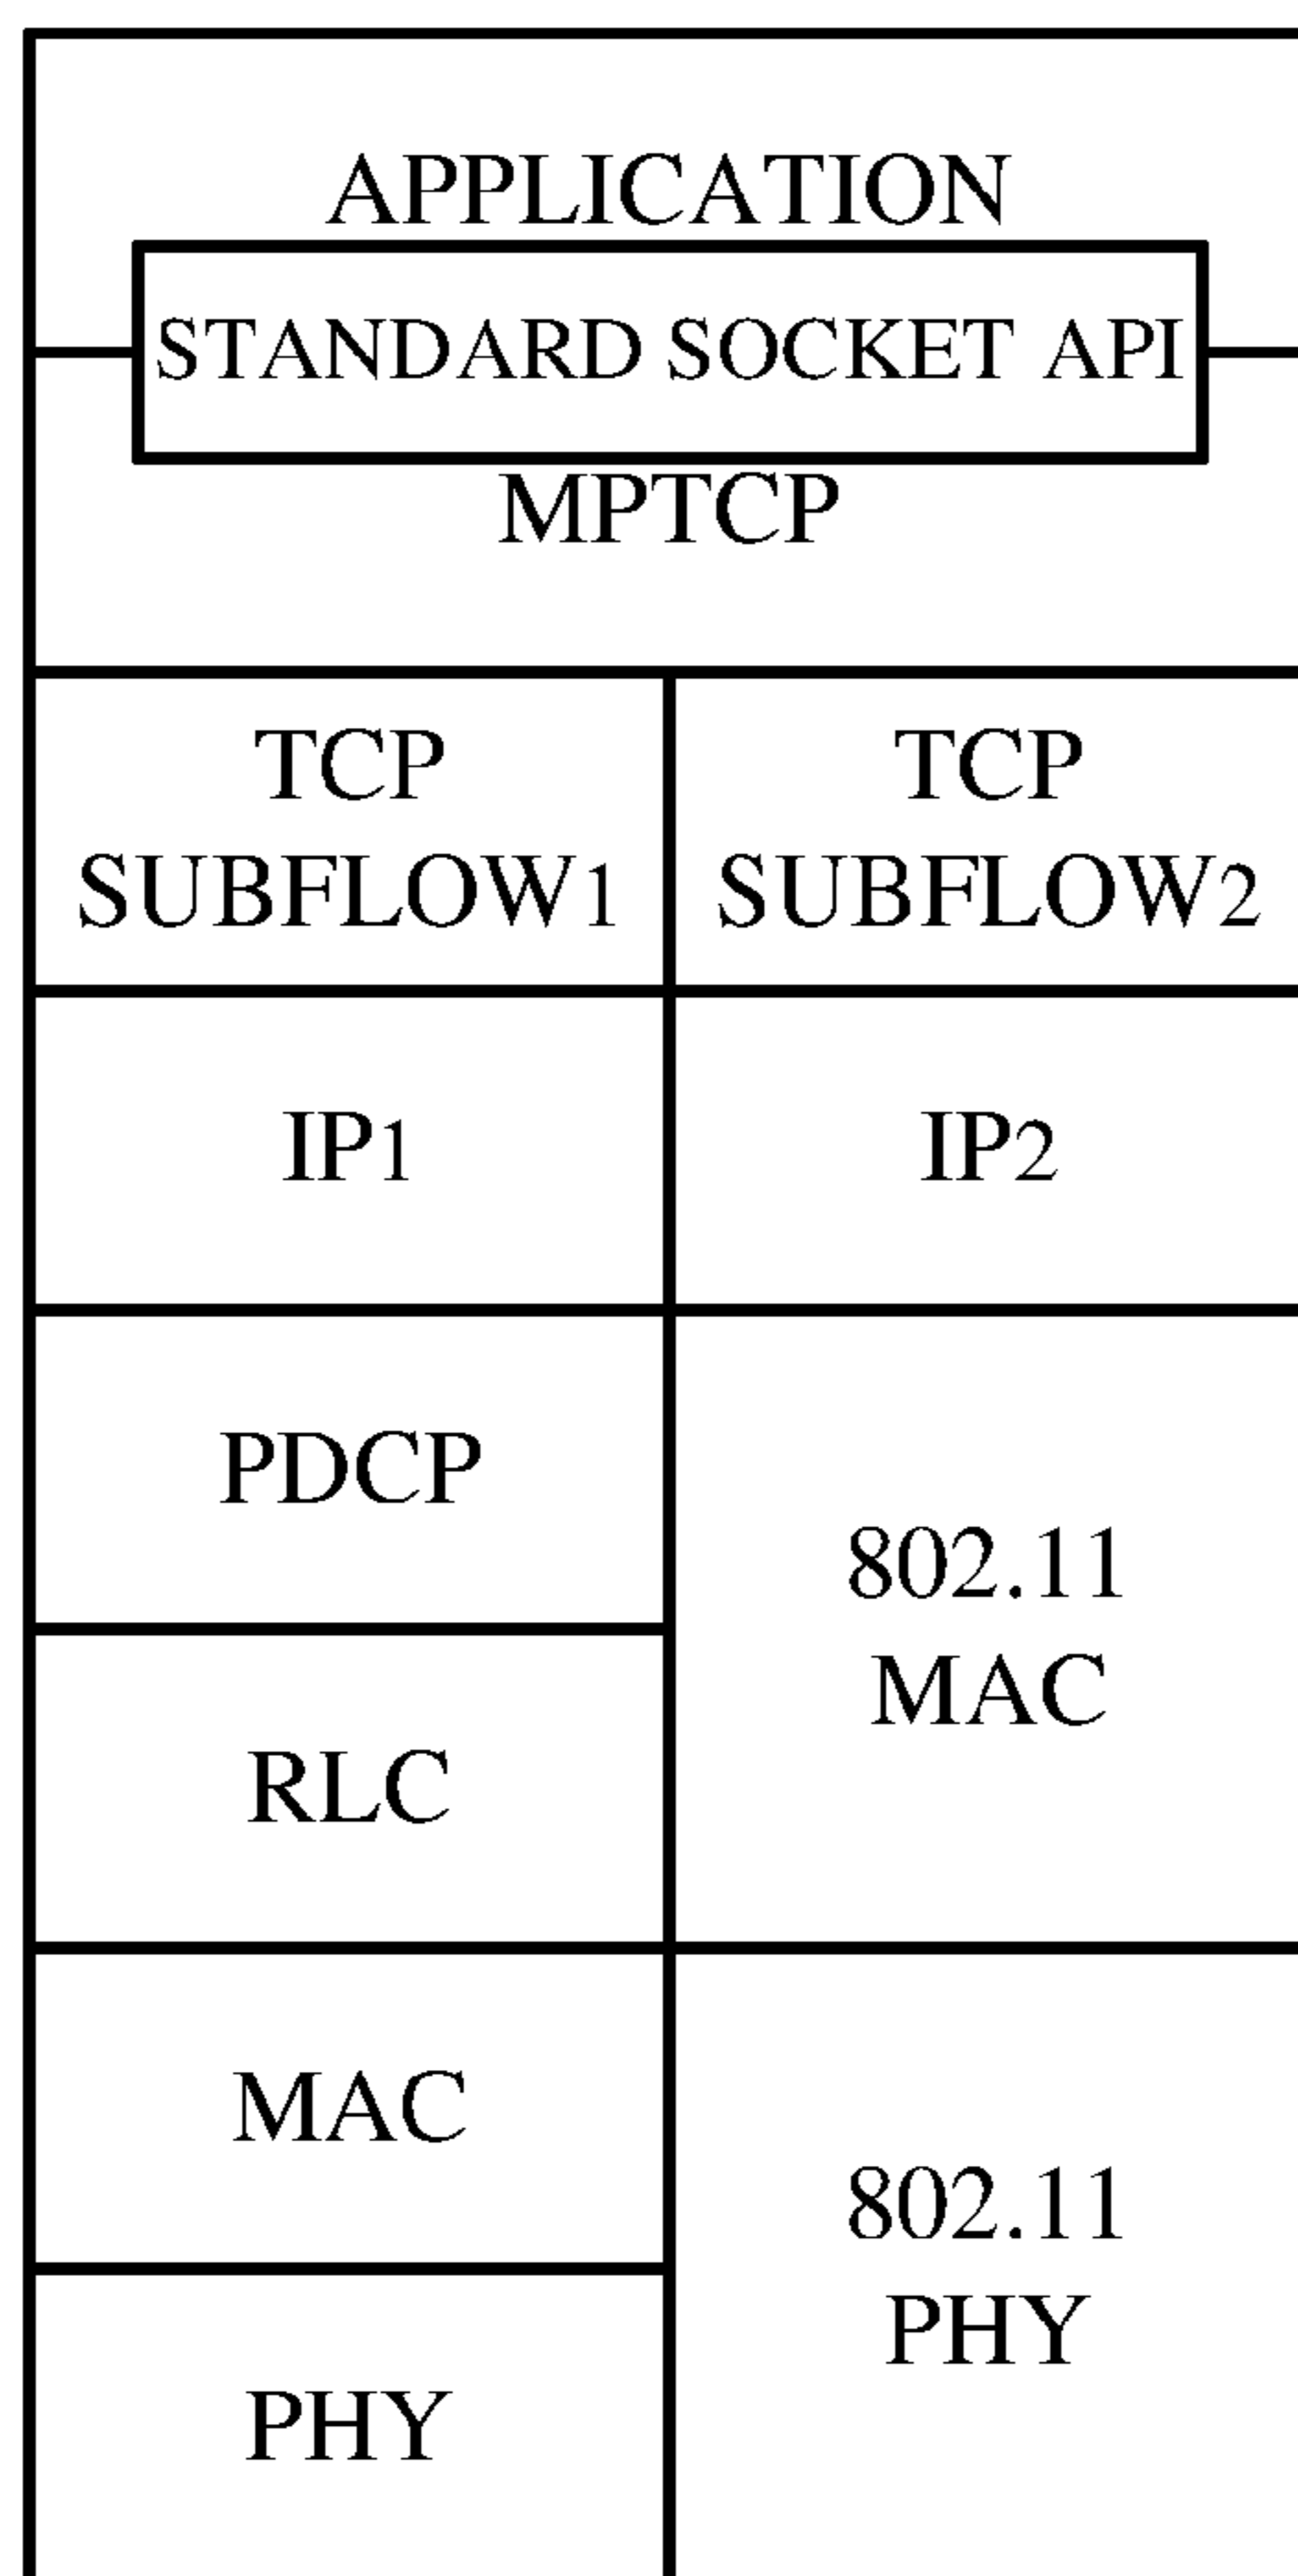 APPLICATION
STANDARD SOCKET API
MPTCP
TCP
SUBFLOW1
TCP
SUBFLOW2
IP1
IP2
PDCP
802.11
MAC
RLC
MAC
802.11
PHY
PHY